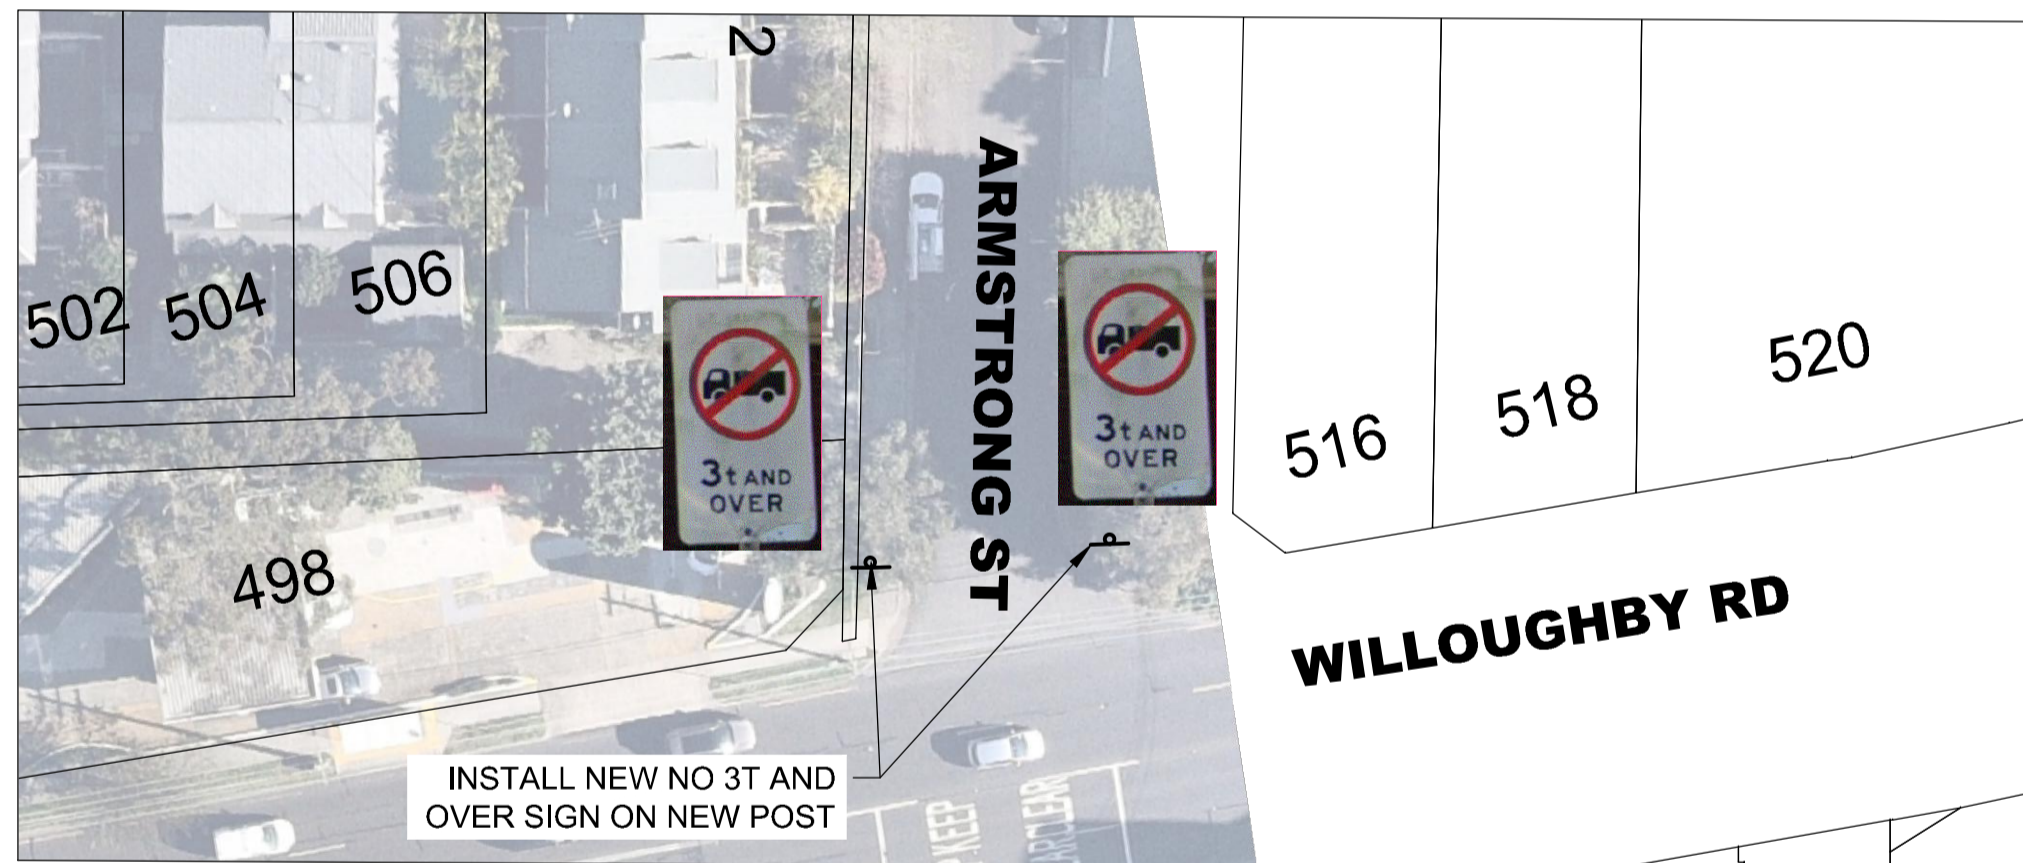 2
ARMSTRONG ST
502
504
506
3t AND
OVER
3t AND
OVER
516
518
520
498
WILLOUGHBY RD
INSTALL NEW NO 3T AND
OVER SIGN ON NEW POST
KEEP
CLEAR